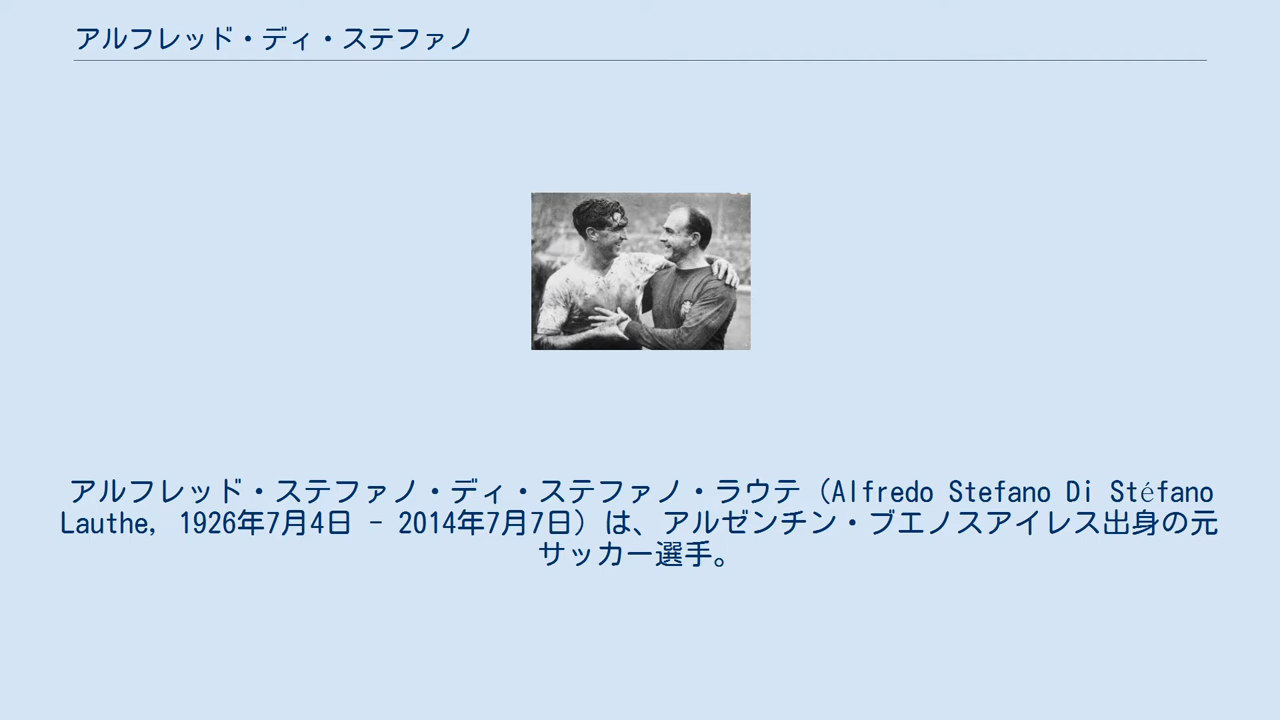 アルフレッド・ディ・ステファノ
アルフレッド・ステファノ・ディ・ステファノ・ラウテ（Alfredo Stefano Di Stéfano
Lauthe, 1926年7月4日 - 2014年7月7日）は、アルゼンチン・ブエノスアイレス出身の元
サッカー選手。